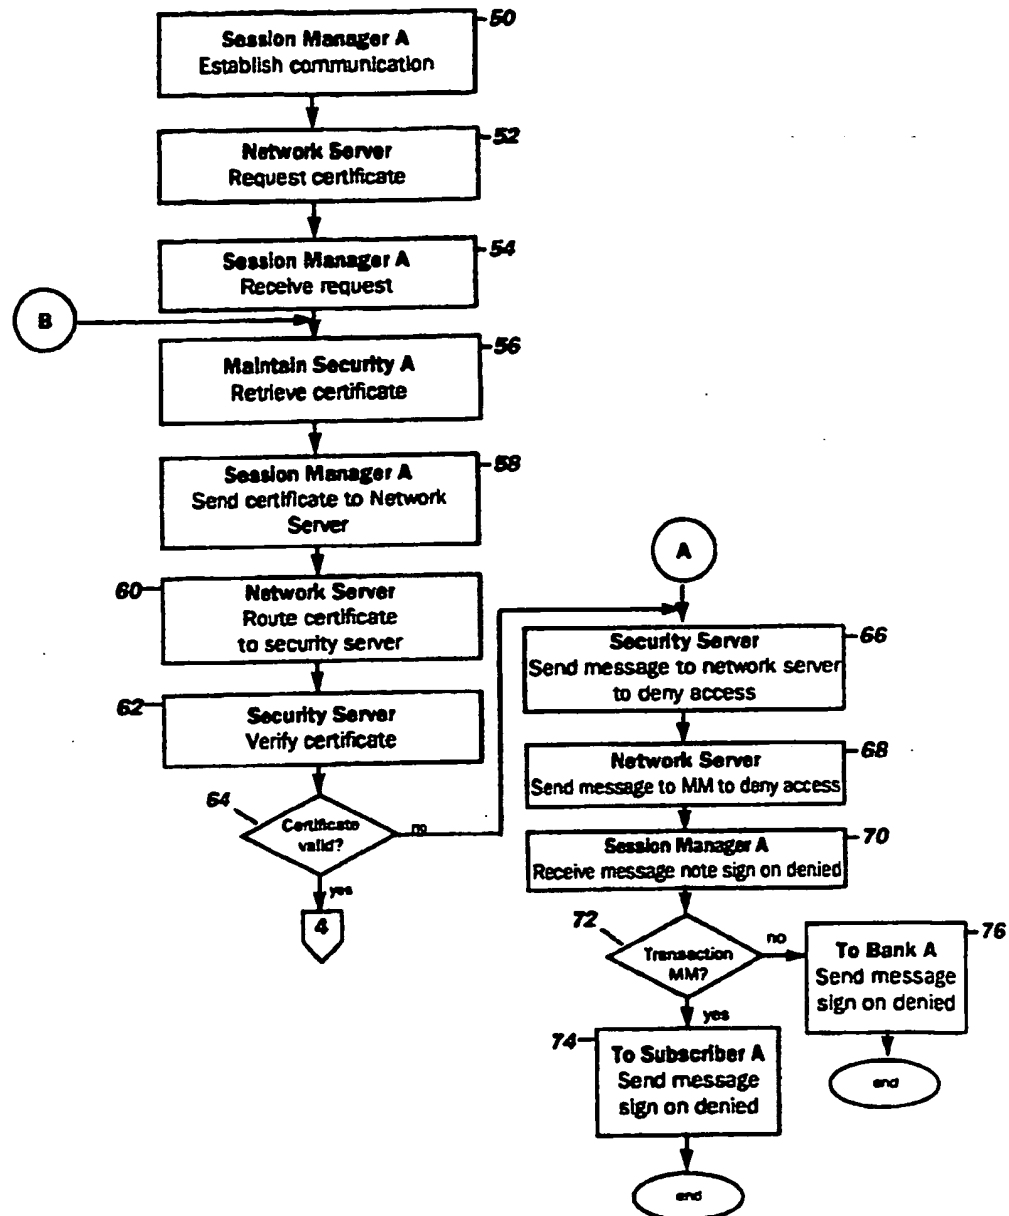 50
Session Manager A
Establish communication
52
Network Server
Request certificate
54
Session Manager A
Receive request
B
56
Maintain Security A
Retrieve certificate
58
Session Manager A
Send certificate to Network
Server
60
Network Server
Route certificate
to security server
62
Security Server
Verify certificate
64
Certificate
valid?
no
yes
4
A
66
Security Server
Send message to network server
to deny access
68
Network Server
Send message to MM to deny access
70
Session Manager A
Receive message note sign on denied
72
Transaction
MM?
no
yes
76
To Bank A
Send message
sign on denied
end
74
To Subscriber A
Send message
sign on denied
end